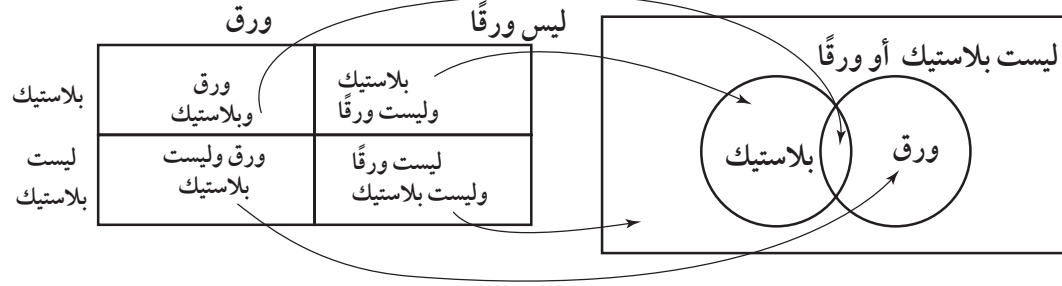 ورق
ليس ورقًا
بلاستيك
ورق
وبلاستيك
بلاستيك
وليست ورقًا
ليست
بلاستيك
ورق وليست
بلاستيك
ليست ورقًا
وليست بلاستيك
ليست بلاستيك أو ورقًا
بلاستيك
ورق